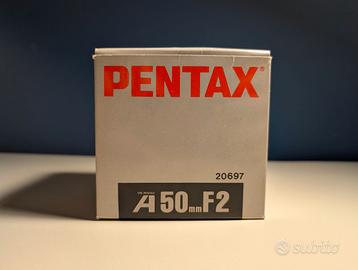 PENTAX®
20697
A 50mm F2
subito